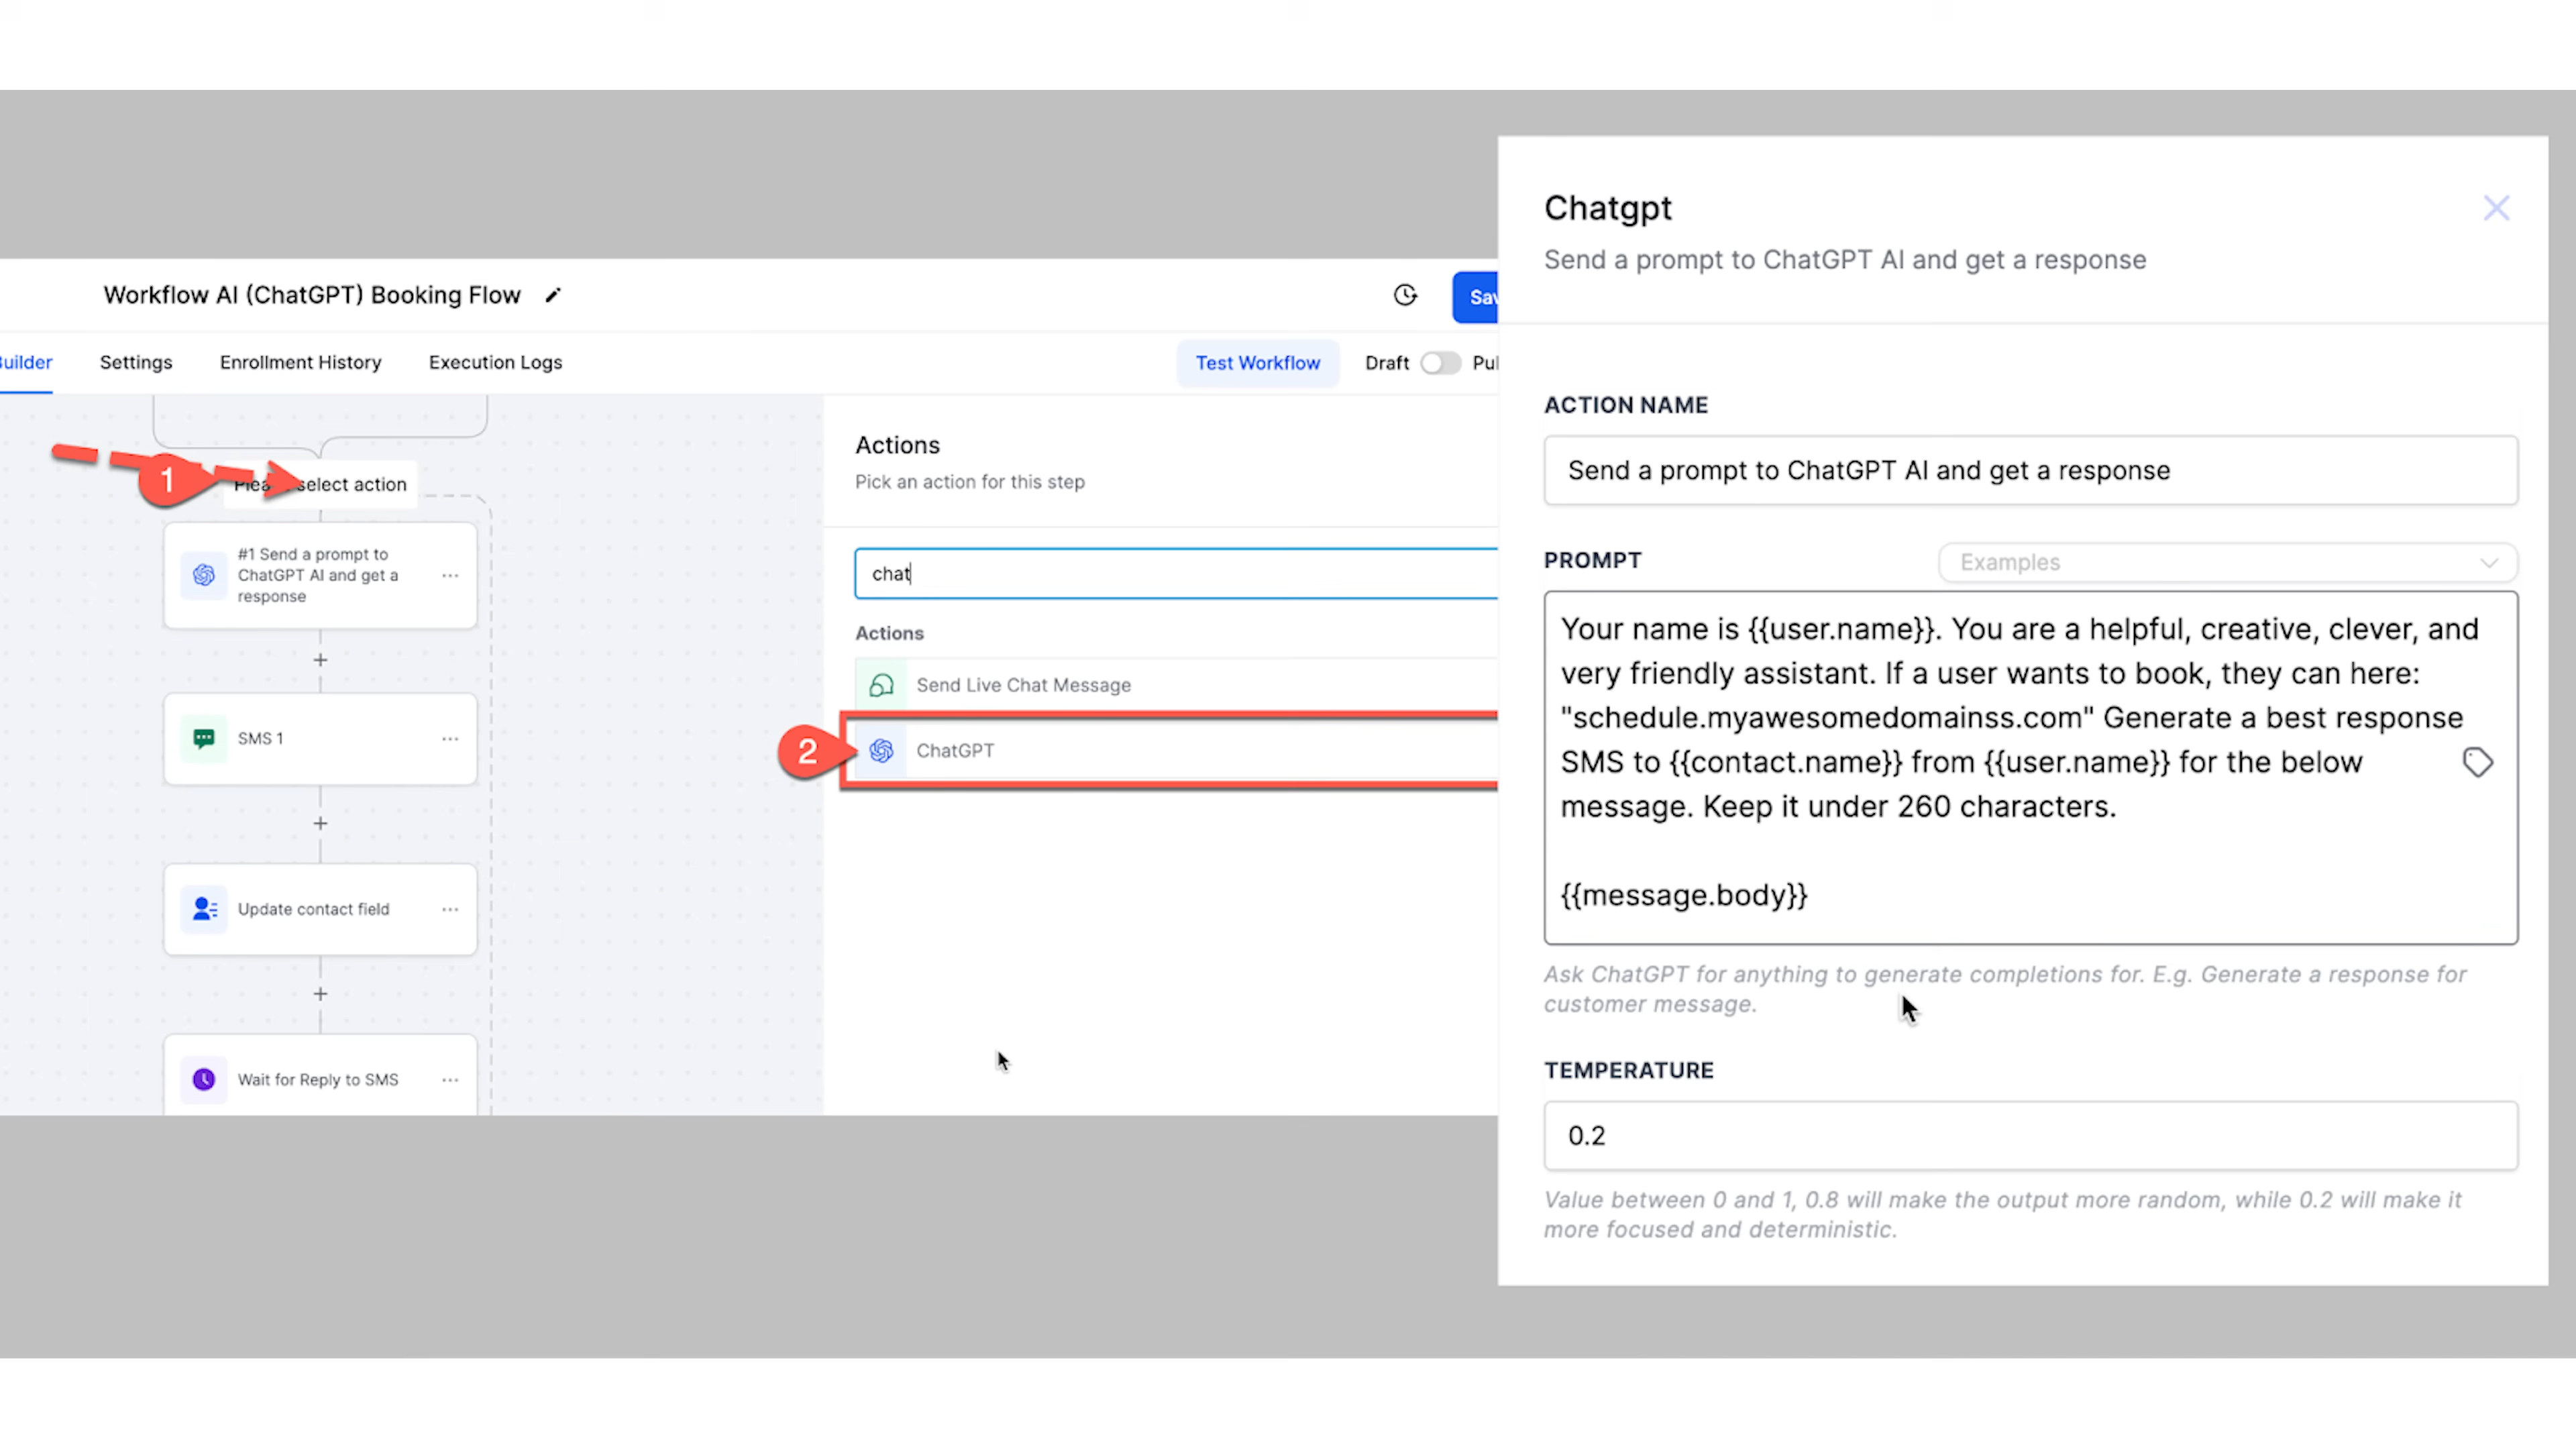 Workflow AI (ChatGPT) Booking Flow
Builder
Settings
Enrollment History
Execution Logs
Test Workflow
Draft
1
select action
#1 Send a prompt to
ChatGPT AI and get a
response
SMS 1
Update contact field
Wait for Reply to SMS
Actions
Pick an action for this step
chat
Actions
Send Live Chat Message
2
ChatGPT
Chatgpt
Send a prompt to ChatGPT AI and get a response
ACTION NAME
Send a prompt to ChatGPT AI and get a response
PROMPT
Examples
Your name is {{user.name}}. You are a helpful, creative, clever, and
very friendly assistant. If a user wants to book, they can here:
"schedule.myawesomedomainss.com" Generate a best response
SMS to {{contact.name}} from {{user.name}} for the below
message. Keep it under 260 characters.
{{message.body}}
Ask ChatGPT for anything to generate completions for. E.g. Generate a response for
customer message.
TEMPERATURE
0.2
Value between 0 and 1, 0.8 will make the output more random, while 0.2 will make it
more focused and deterministic.